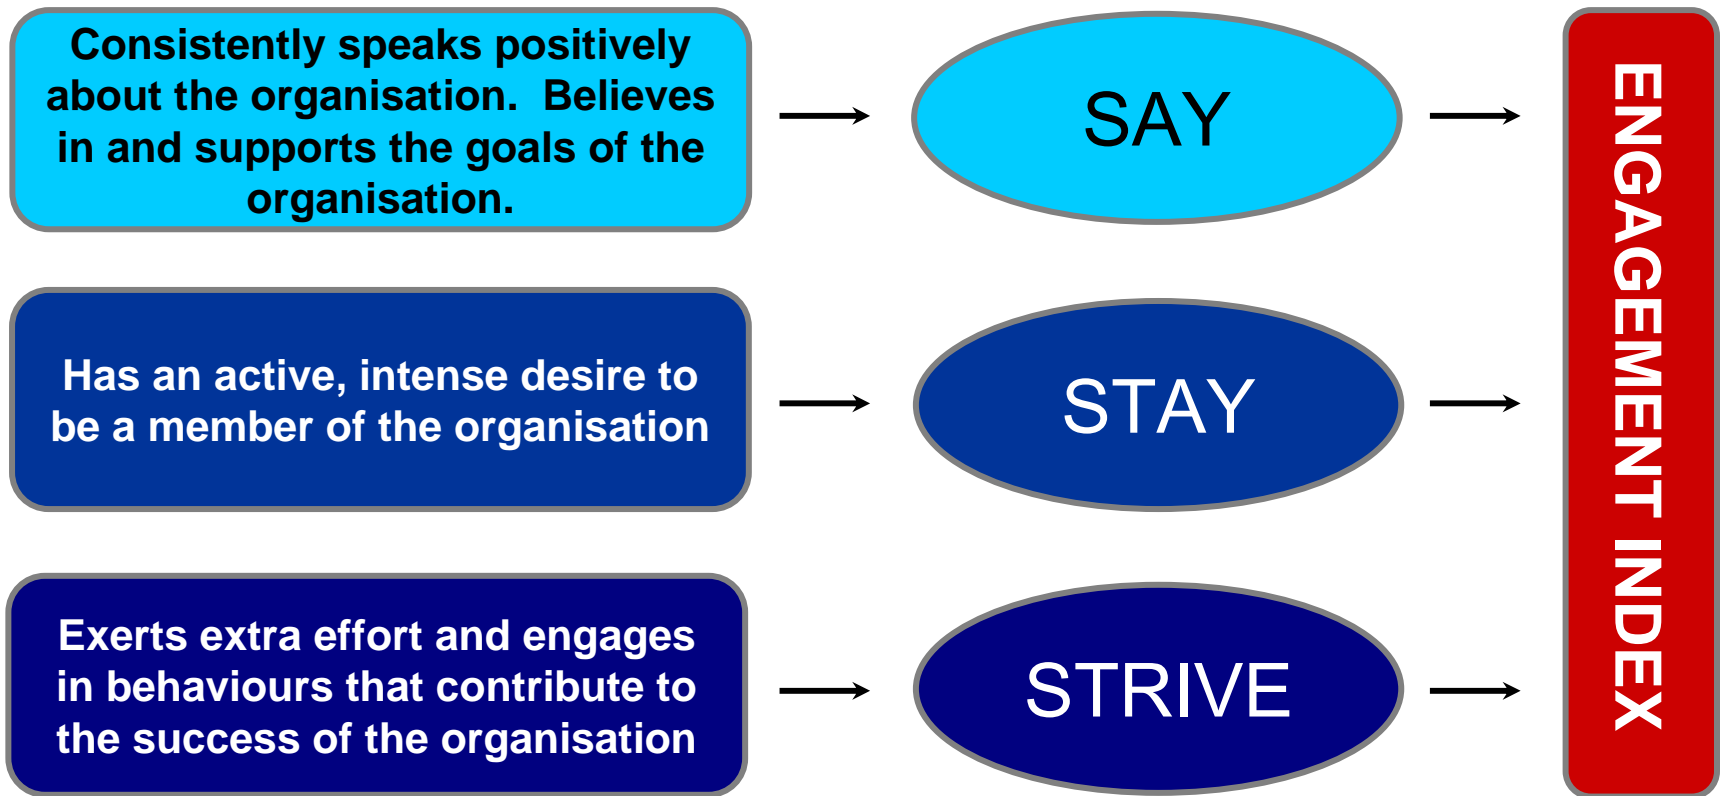 Consistently speaks positively
about the organisation.  Believes
in and supports the goals of the
organisation.
SAY
Has an active, intense desire to
be a member of the organisation
STAY
Exerts extra effort and engages
in behaviours that contribute to
the success of the organisation
STRIVE
ENGAGEMENT INDEX